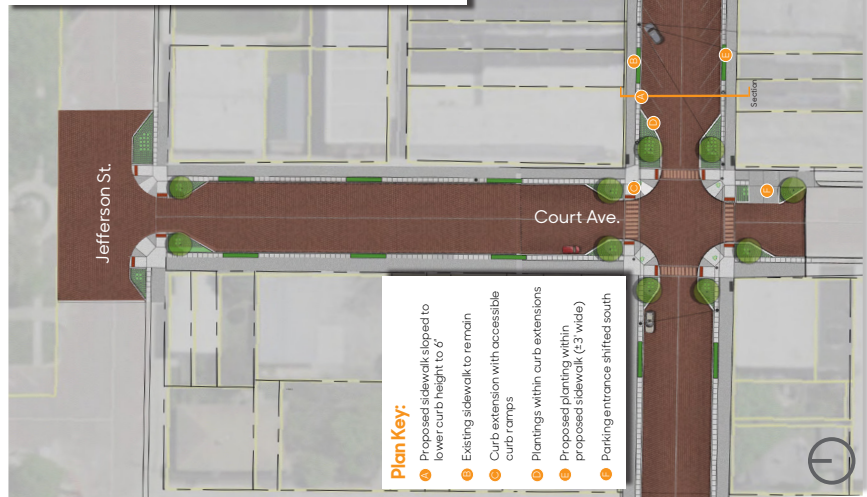 Jefferson St.
Court Ave.
B
E
A
Section
D
C
F
Plan Key:
A Proposed sidewalk sloped to
lower curb height to 6"
B Existing sidewalk to remain
C Curb extension with accessible
curb ramps
D Plantings within curb extensions
E Proposed planting within
proposed sidewalk (±3' wide)
F Parking entrance shifted south